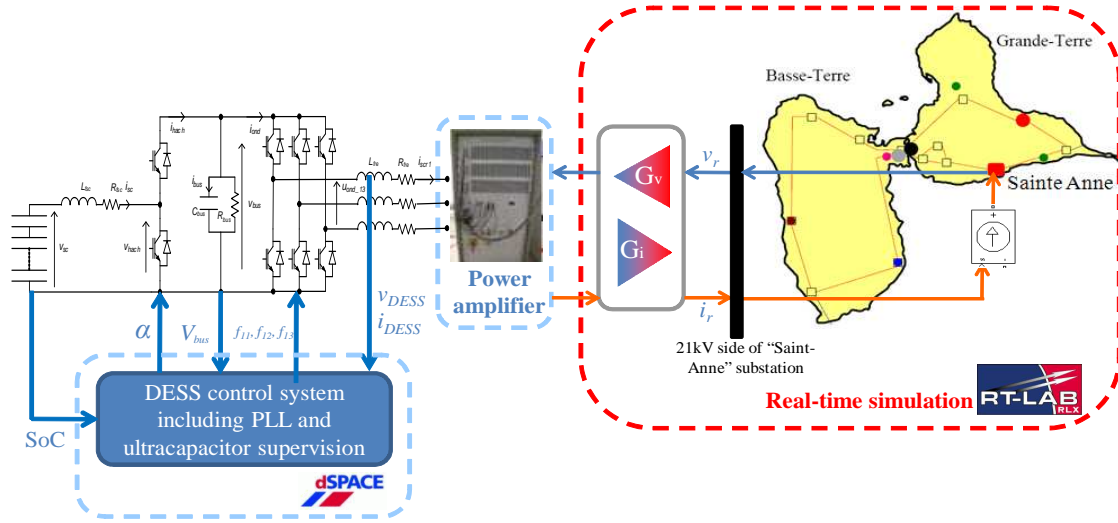 Grande-Terre
Basse-Terre
Sainte Anne
i_hach
i_ond
L_sc
R_sc
i_sc
i_bus
C_bus
R_bus
v_bus
v_sc
v_hach
u_ond_13
i_scr1
G_v
G_i
v_r
i_r
Power
amplifier
v_DESS
i_DESS
α
V_bus
f_11, f_12, f_13
DESS control system
including PLL and
ultracapacitor supervision
SoC
dSPACE
21kV side of “Saint-
Anne” substation
Real-time simulation
RT-LAB
RLX